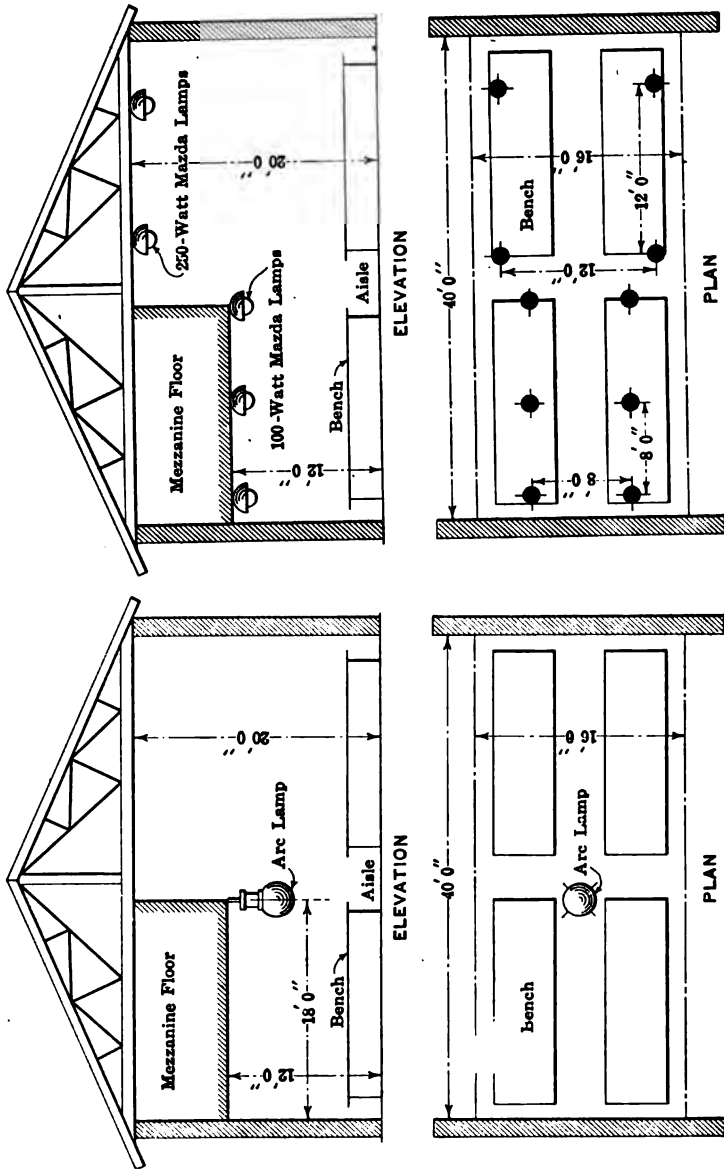 Mezzanine Floor
20' 0"
Arc Lamp
18' 0"
12' 0"
Bench
Aisle
ELEVATION
40' 0"
16' 0"
Arc Lamp
Bench
PLAN
250-Watt Mazda Lamps
Mezzanine Floor
20' 0"
100-Watt Mazda Lamps
12' 0"
Bench
Aisle
ELEVATION
40' 0"
Bench
16' 0"
12' 0"
12' 0"
8' 0"
8' 0"
PLAN